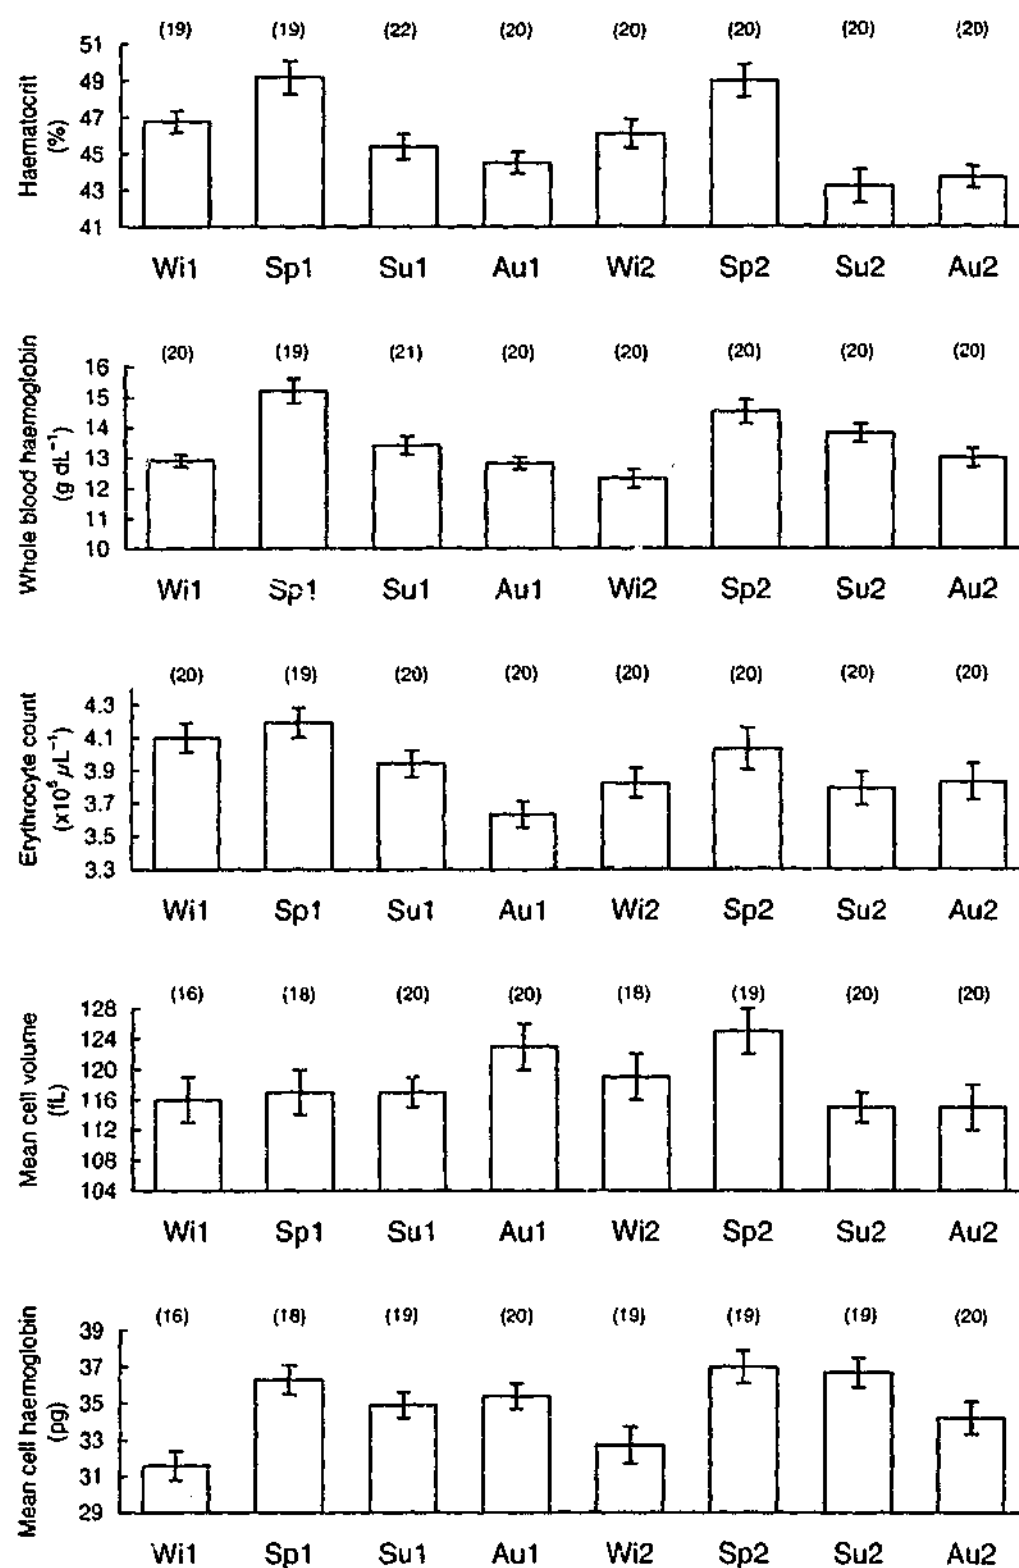 (19) (19) (22) (20) (20) (20) (20) (20)
Haematocrit
(%)
51
49
47
45
43
41
Wi1 Sp1 Su1 Au1 Wi2 Sp2 Su2 Au2
(20) (19) (21) (20) (20) (20) (20) (20)
Whole blood haemoglobin
(g dL⁻¹)
16
15
14
13
12
11
10
Wi1 Sp1 Su1 Au1 Wi2 Sp2 Su2 Au2
(20) (19) (20) (20) (20) (20) (20) (20)
Erythrocyte count
(x10⁵ μL⁻¹)
4.3
4.1
3.9
3.7
3.5
3.3
Wi1 Sp1 Su1 Au1 Wi2 Sp2 Su2 Au2
(16) (18) (20) (20) (18) (19) (20) (20)
Mean cell volume
(fL)
128
124
120
116
112
108
104
Wi1 Sp1 Su1 Au1 Wi2 Sp2 Su2 Au2
(16) (18) (19) (20) (19) (19) (19) (20)
Mean cell haemoglobin
(pg)
39
37
35
33
31
29
Wi1 Sp1 Su1 Au1 Wi2 Sp2 Su2 Au2